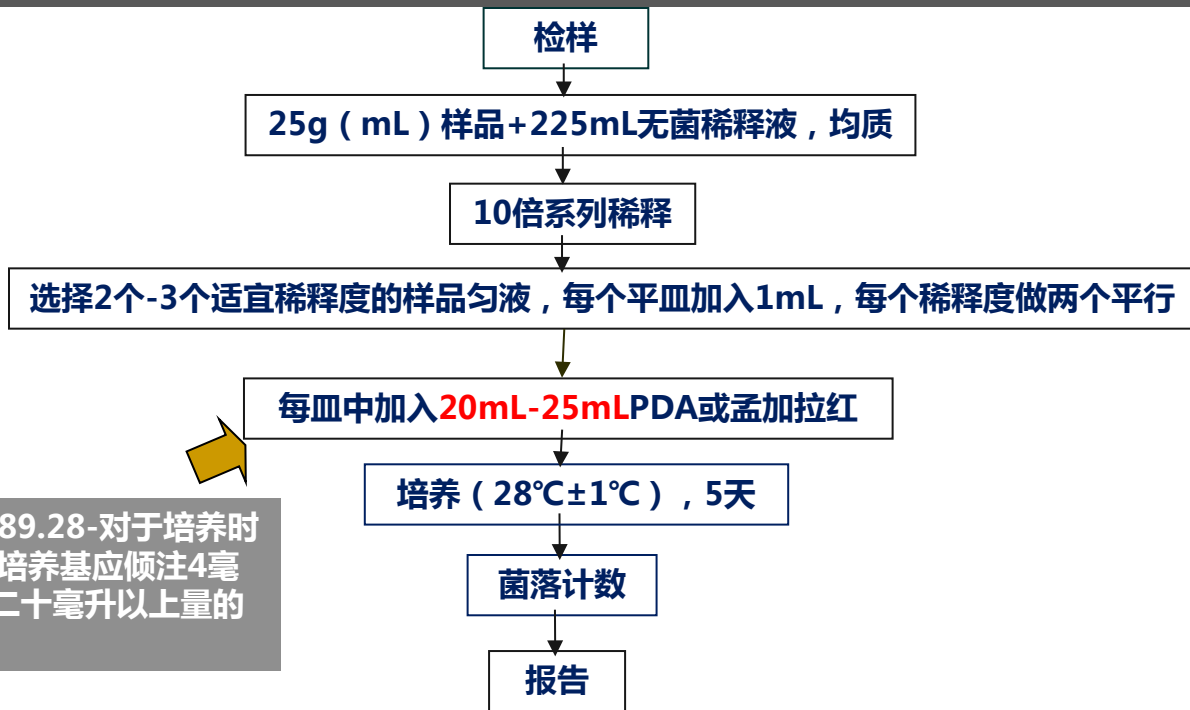 检样
25g（mL）样品+225mL无菌稀释液，均质
10倍系列稀释
选择2个-3个适宜稀释度的样品匀液，每个平皿加入1mL，每个稀释度做两个平行
每皿中加入20mL-25mLPDA或孟加拉红
培养（28℃±1℃），5天
89.28-对于培养时
培养基应倾注4毫
二十毫升以上量的
菌落计数
报告